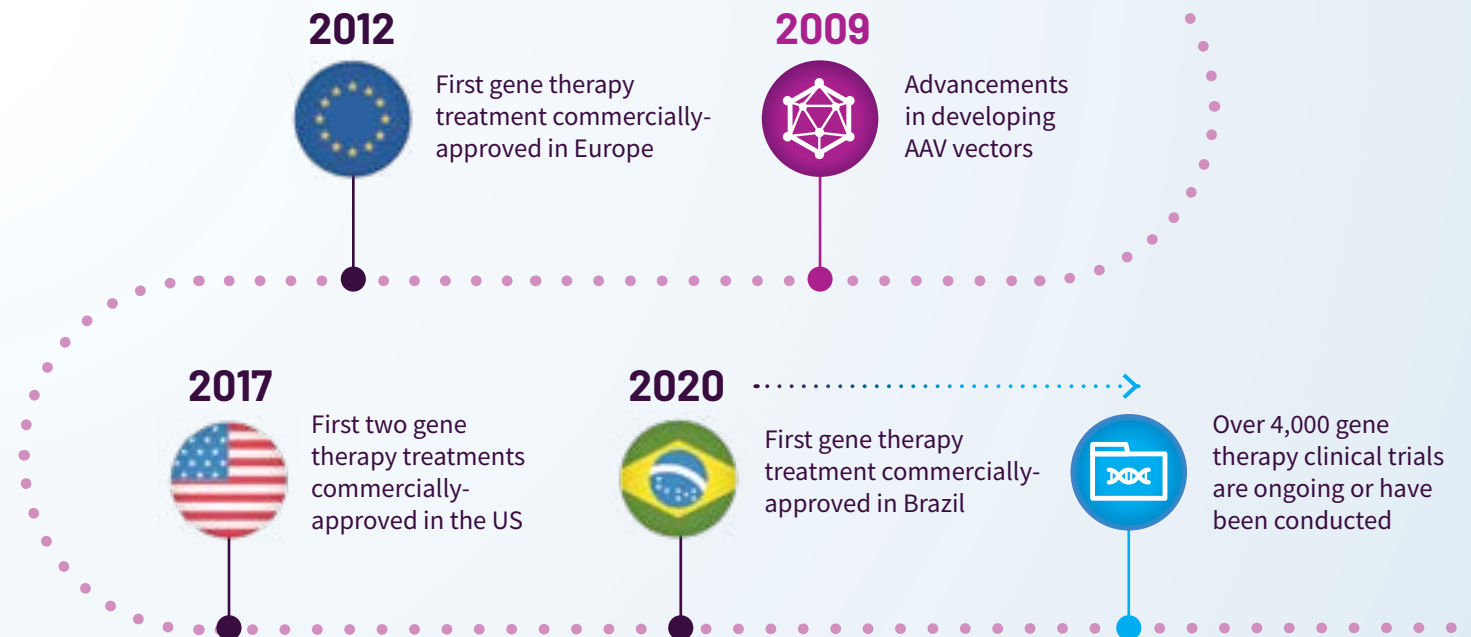 2012
First gene therapy
treatment commercially-
approved in Europe
2009
Advancements
in developing
AAV vectors
2017
First two gene
therapy treatments
commercially-
approved in the US
2020
First gene therapy
treatment commercially-
approved in Brazil
Over 4,000 gene
therapy clinical trials
are ongoing or have
been conducted